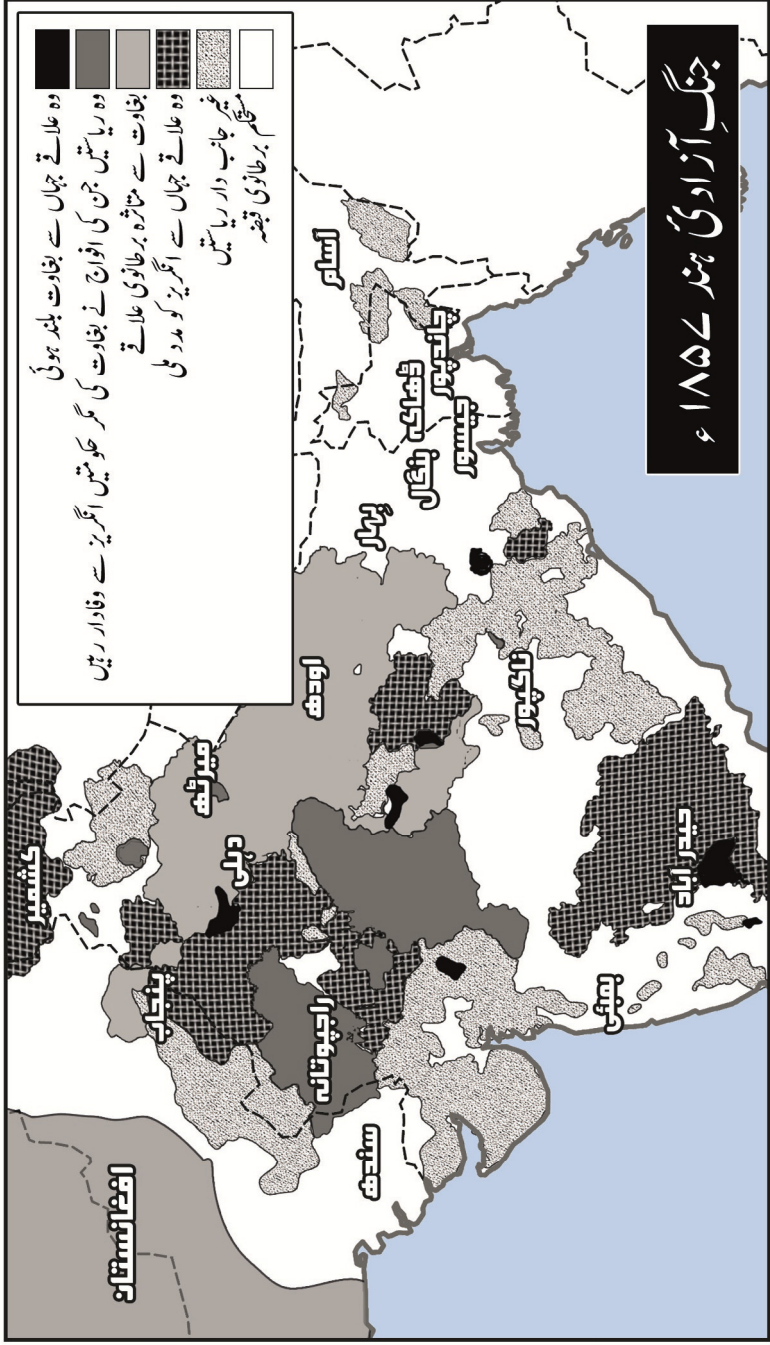 جنگِ آزادیٔ ہند ۱۸۵۷ء
وہ علاقے جہاں سے بغاوت بلند ہوئی
وہ ریاستیں جن کی افواج نے بغاوت کی مگر حکومتیں انگریز سے وفادار رہیں
بغاوت سے متاثرہ برطانوی علاقے
وہ علاقے جہاں سے انگریز کو مدد ملی
غیر جانب دار ریاستیں
مستحکم برطانوی قبضہ
کشمیر
افغانستان
پنجاب
میرٹھ
دہلی
اودھ
راجپوتانہ
سندھ
بہار
آسام
بنگال
ڈھاکہ
چاندپور
جیسور
ناگپور
بمبئی
حیدر آباد